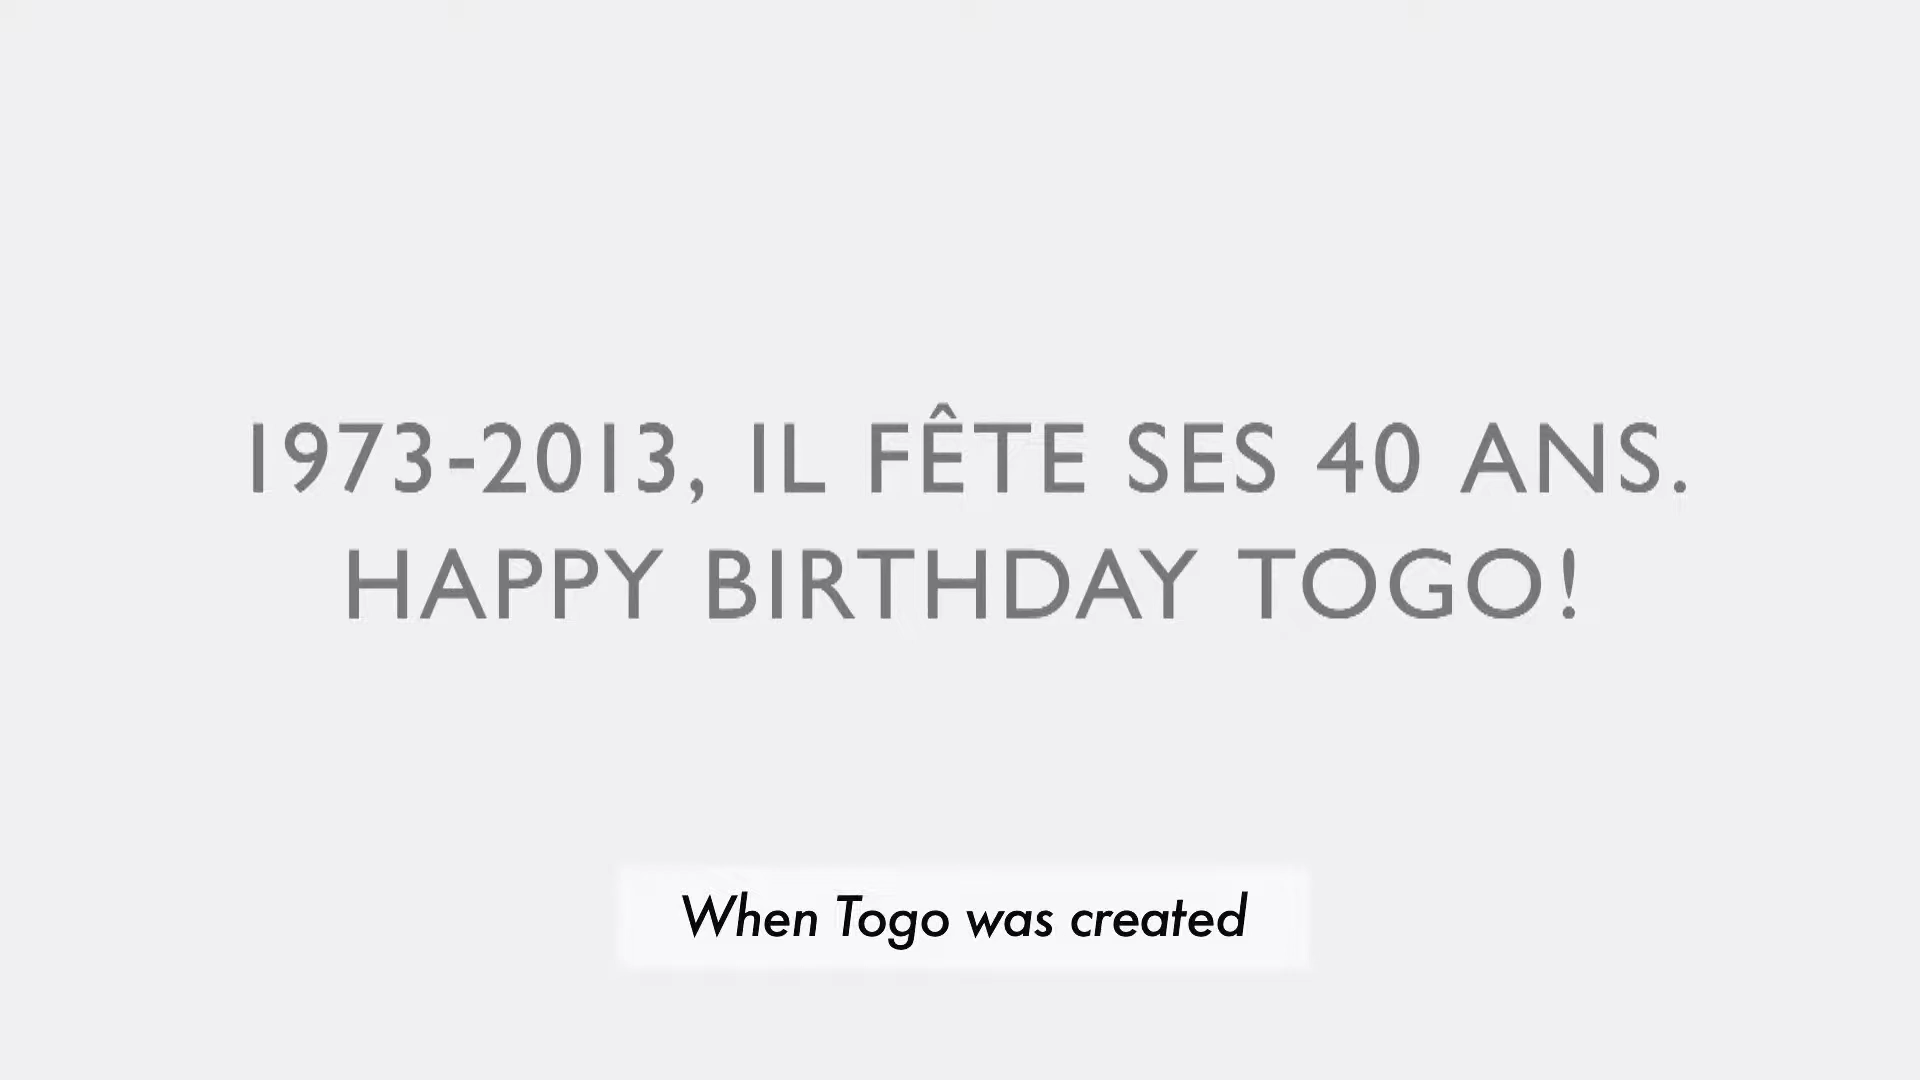 1973-2013, IL FÊTE SES 40 ANS.
HAPPY BIRTHDAY TOGO!
When Togo was created